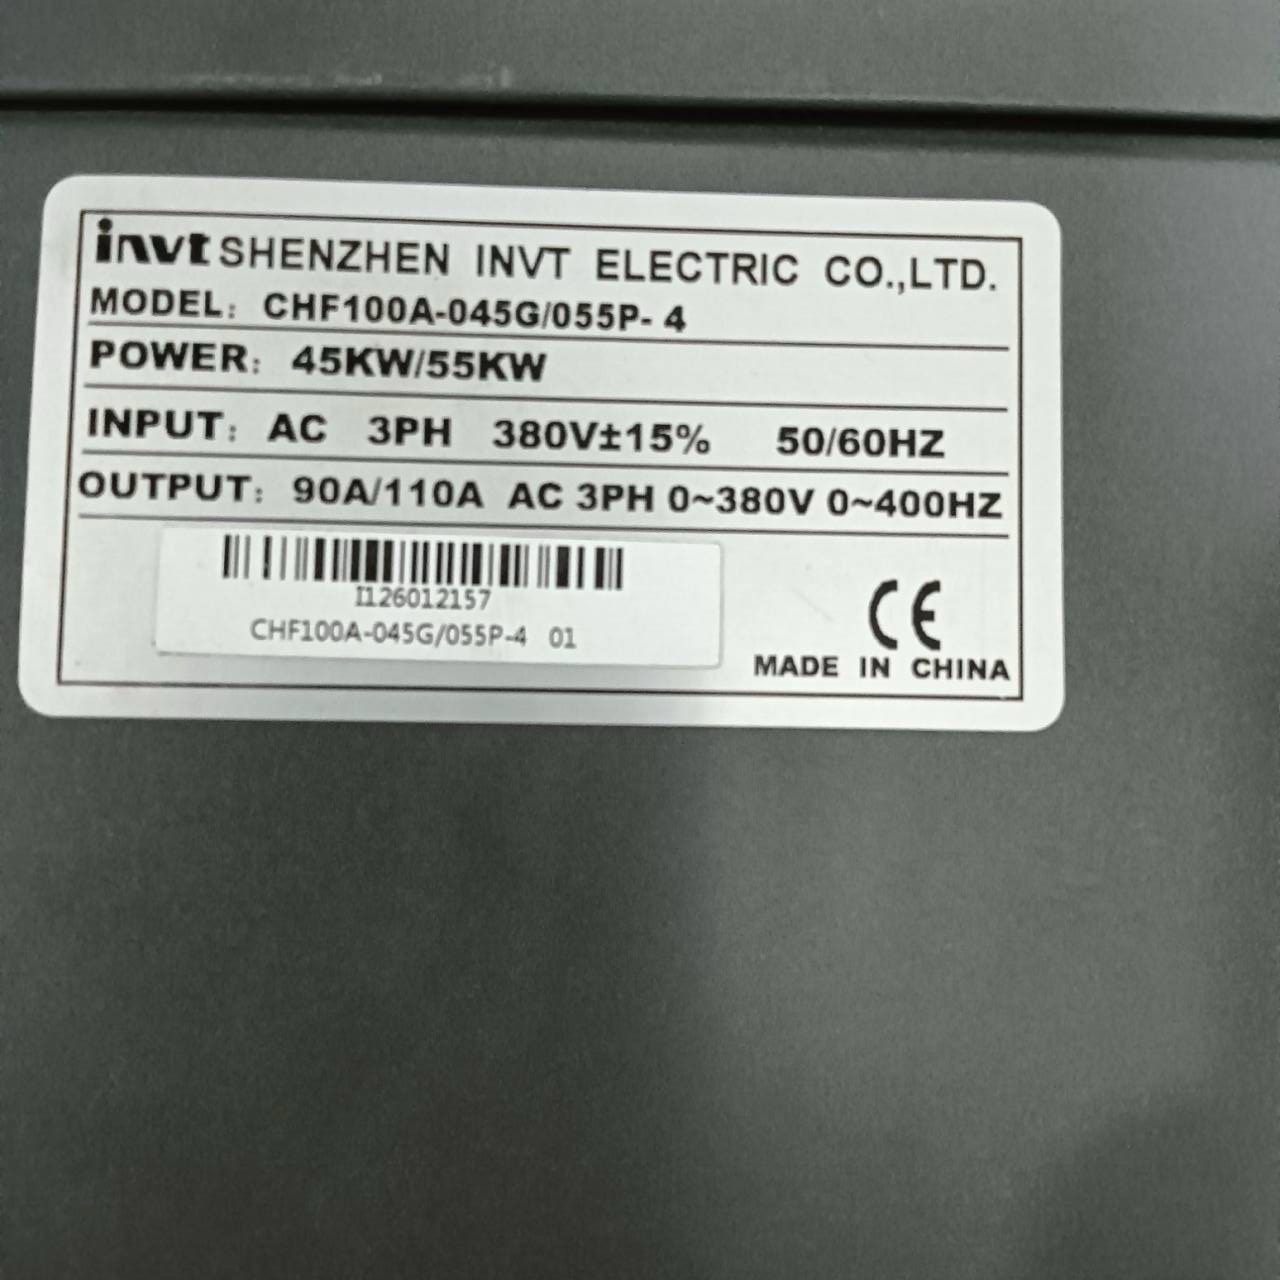 invt SHENZHEN INVT ELECTRIC CO.,LTD.
MODEL: CHF100A-045G/055P- 4
POWER: 45KW/55KW
INPUT: AC 3PH 380V±15% 50/60HZ
OUTPUT: 90A/110A AC 3PH 0~380V 0~400HZ
I126012157
CHF100A-045G/055P-4 01
CE
MADE IN CHINA